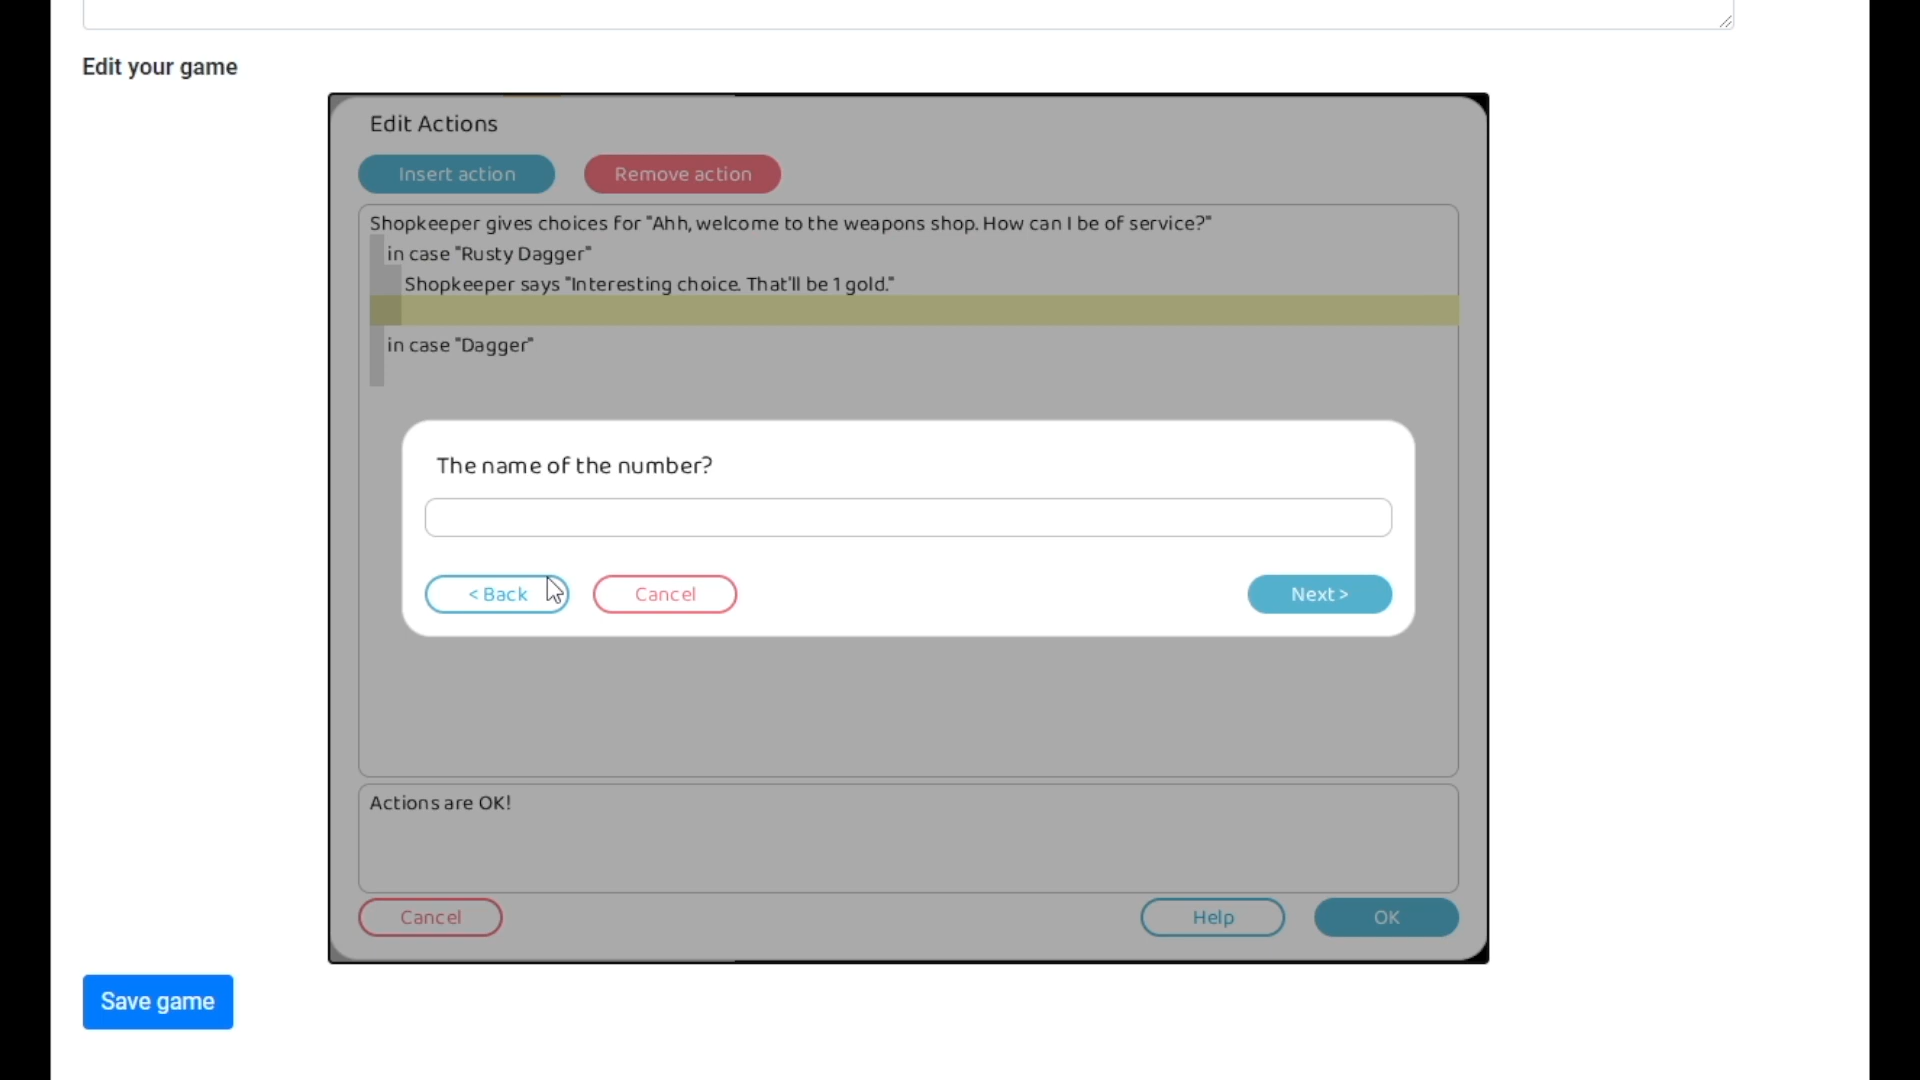 Edit your game
Edit Actions
Insert action
Remove action
Shopkeeper gives choices for "Ahh, welcome to the weapons shop. How can I be of service?"
in case "Rusty Dagger"
Shopkeeper says "Interesting choice. That'll be 1 gold."
in case "Dagger"
The name of the number?
< Back
Cancel
Next >
Actions are OK!
Cancel
Help
OK
Save game